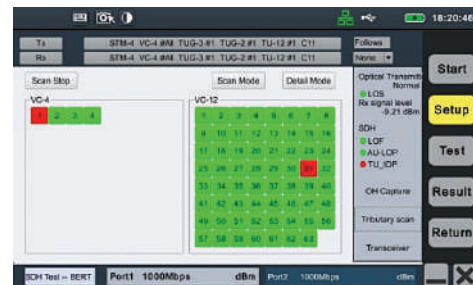 18:20:46
Tx STM-4 VC-4 #All TUG-3 #1 TUG-2 #1 TU-12 #1 C11 Follows
Rx STM-4 VC-4 #All TUG-3 #1 TUG-2 #1 TU-12 #1 C11 None
Scan Stop Scan Mode Detail Mode
VC-4
1 2 3 4
VC-12
1 2 3 4 5 6 7 8
9 10 11 12 13 14 15 16
17 18 19 20 21 22 23 24
25 26 27 28 29 30 31 32
33 34 35 36 37 38 39 40
41 42 43 44 45 46 47 48
49 50 51 52 53 54 55 56
57 58 59 60 61 62 63
Optical Transmit
Normal
LOS
Rx signal level
-9.21 dBm
SDH
LOF
AU-LOP
TU_lOP
OH Capture
Tributary scan
Transceiver
Start
Setup
Test
Result
Return
SDH Test -- BERT Port1 1000Mbps dBm Port2 1000Mbps dBm